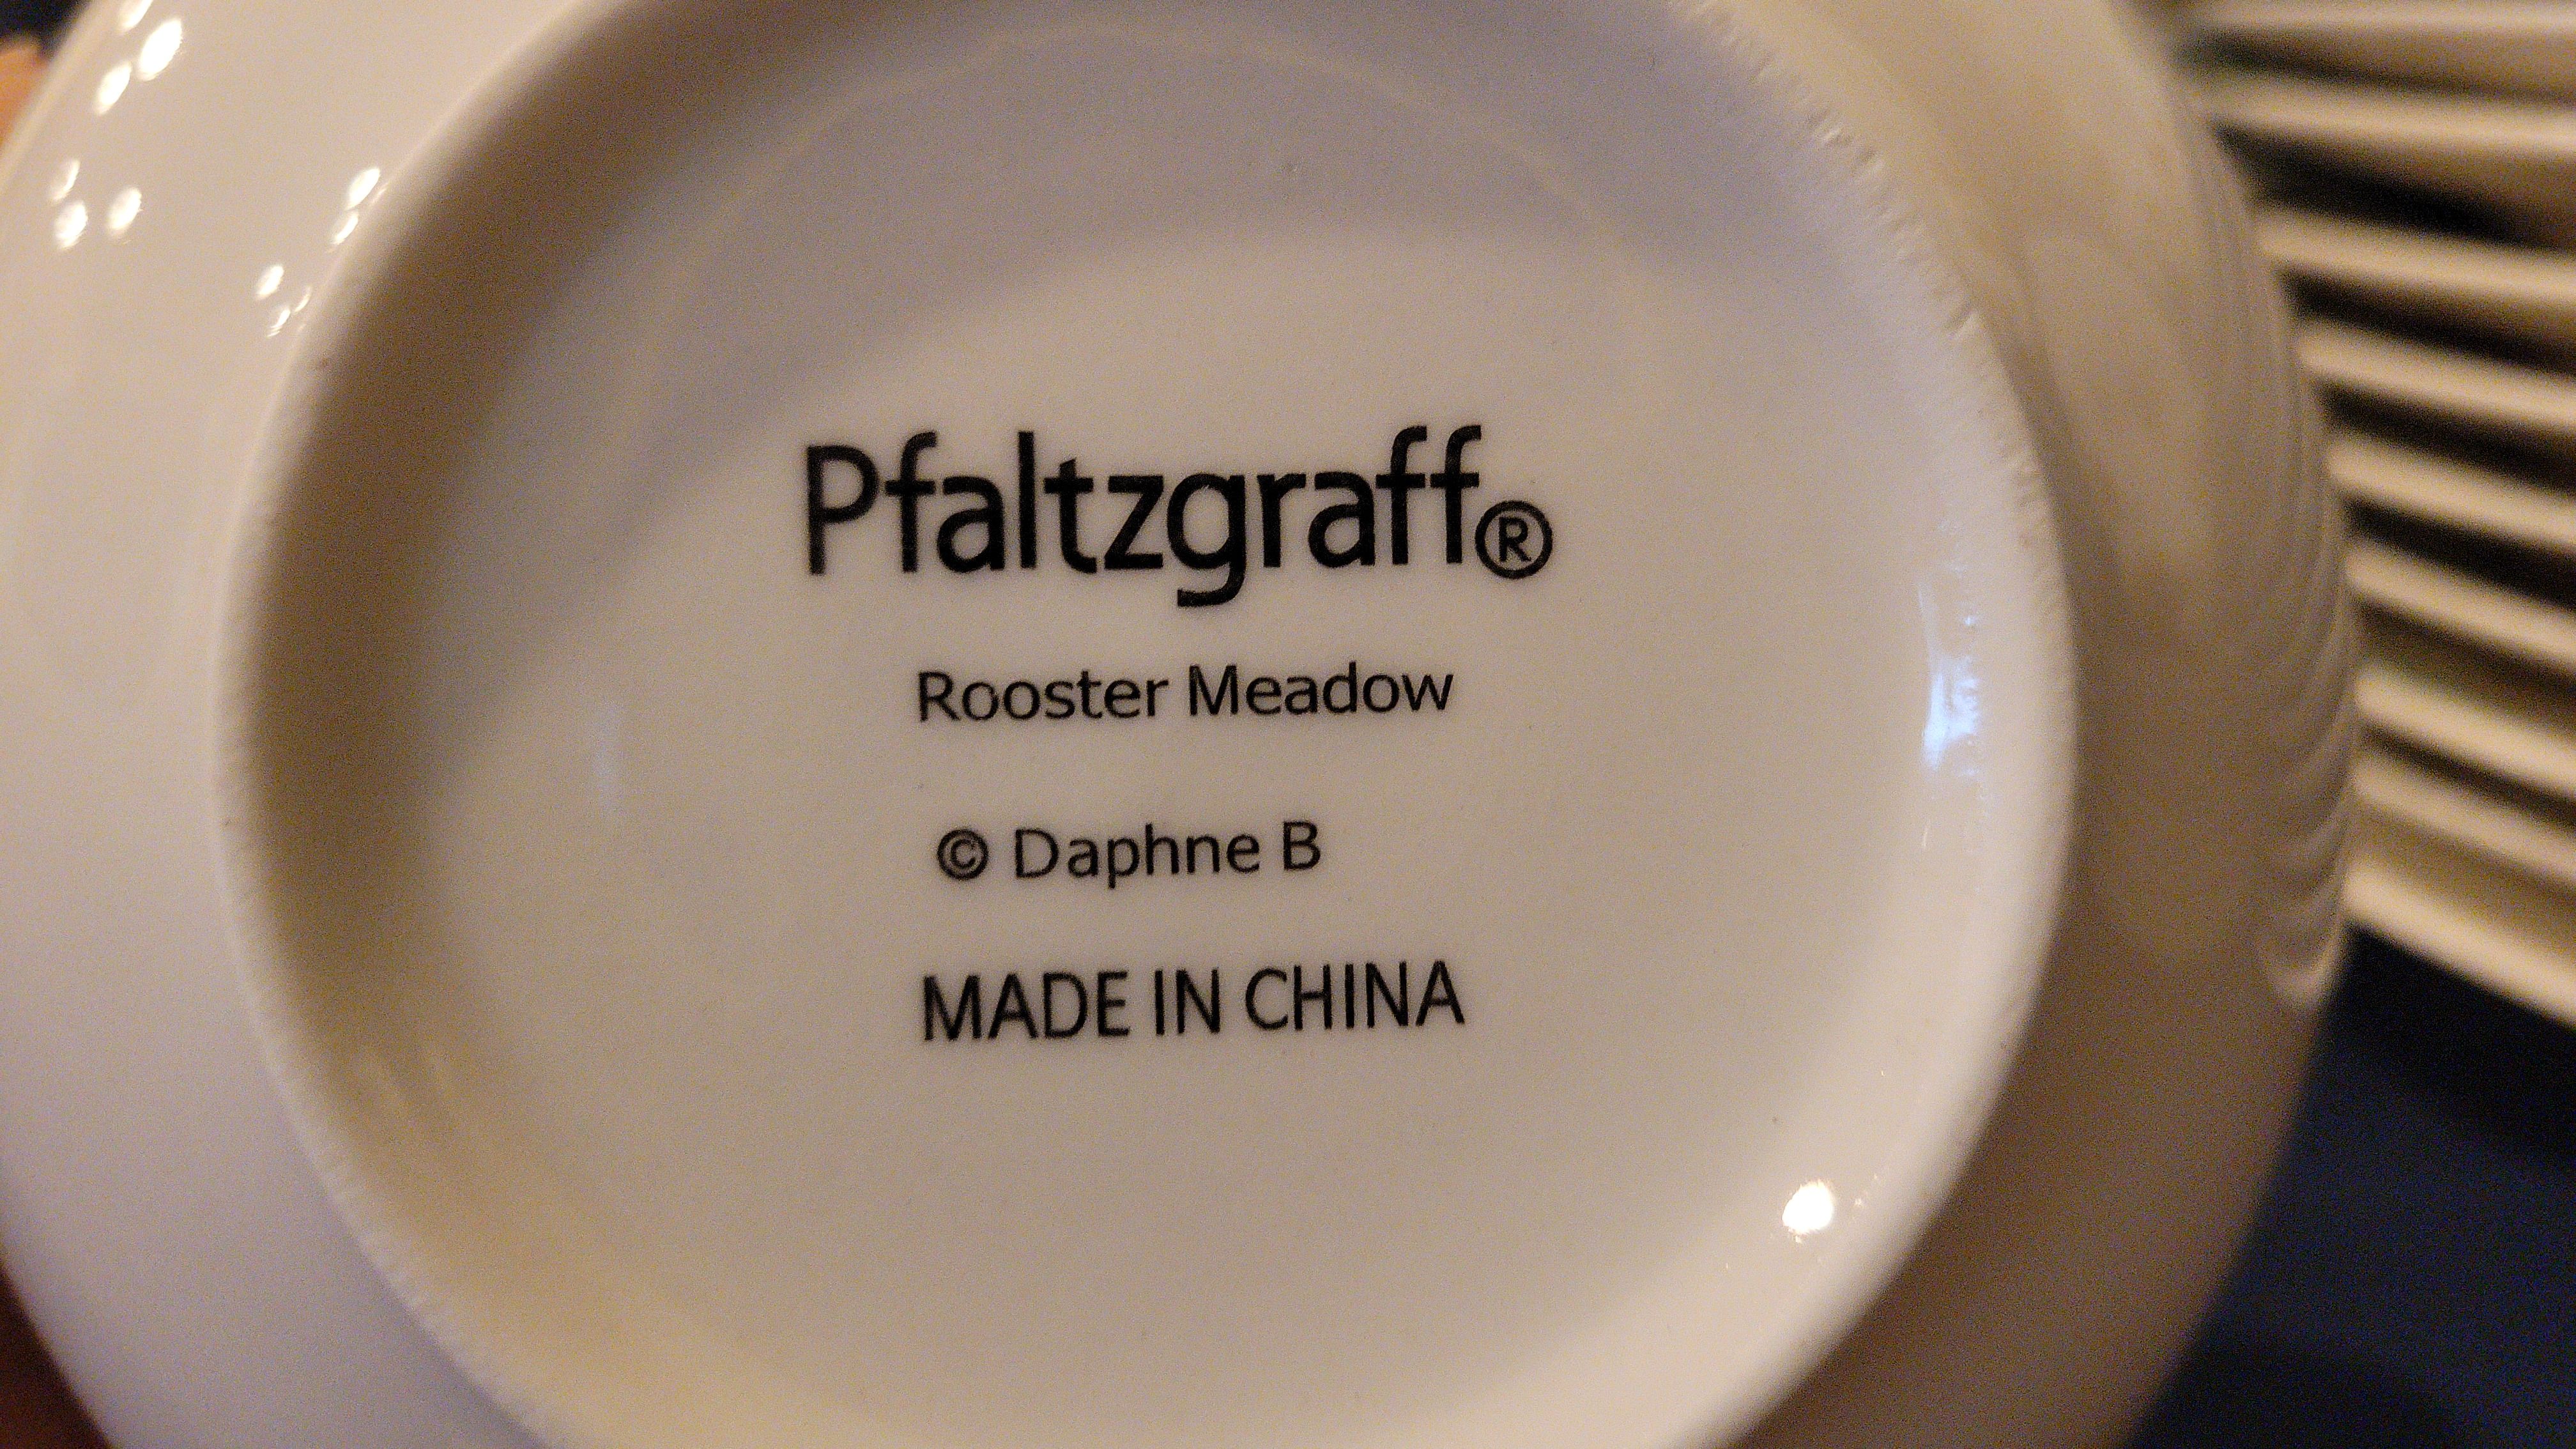 Pfaltzgraff®
Rooster Meadow
© Daphne B
MADE IN CHINA